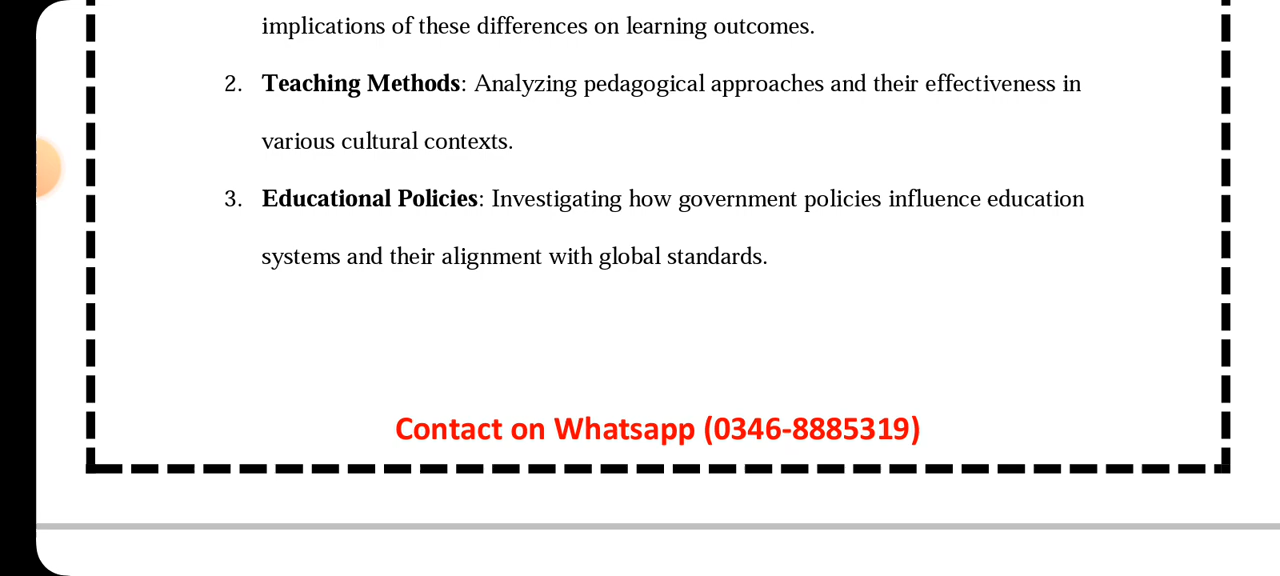 implications of these differences on learning outcomes.
2. Teaching Methods: Analyzing pedagogical approaches and their effectiveness in
various cultural contexts.
3. Educational Policies: Investigating how government policies influence education
systems and their alignment with global standards.
Contact on Whatsapp (0346-8885319)